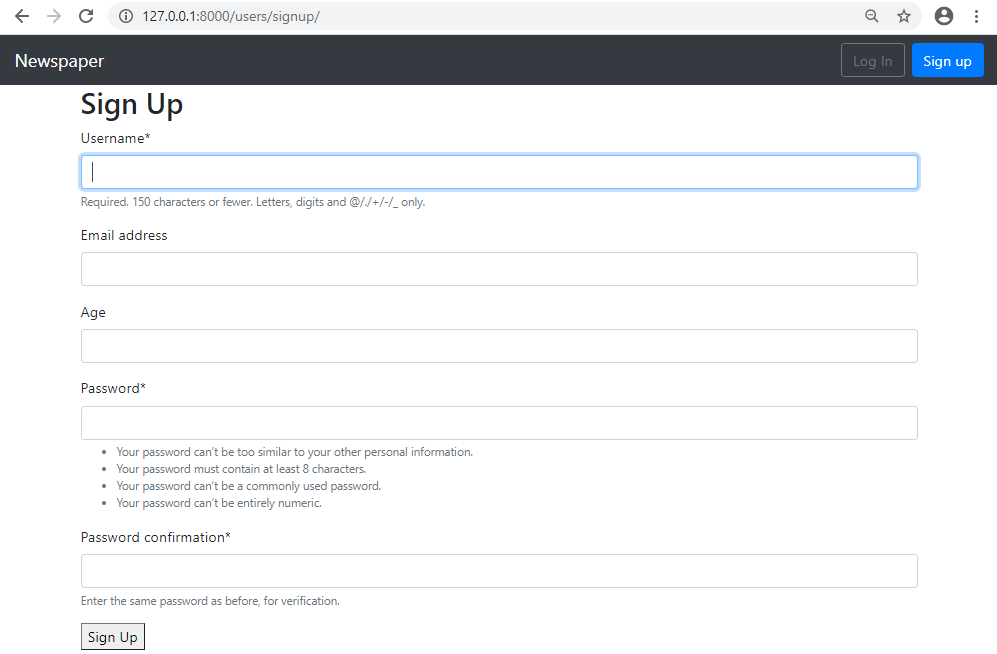 127.0.0.1:8000/users/signup/
Newspaper Log In Sign up
Sign Up
Username*
Required. 150 characters or fewer. Letters, digits and @/./+/-/_ only.
Email address
Age
Password*
Your password can’t be too similar to your other personal information.
Your password must contain at least 8 characters.
Your password can’t be a commonly used password.
Your password can’t be entirely numeric.
Password confirmation*
Enter the same password as before, for verification.
Sign Up